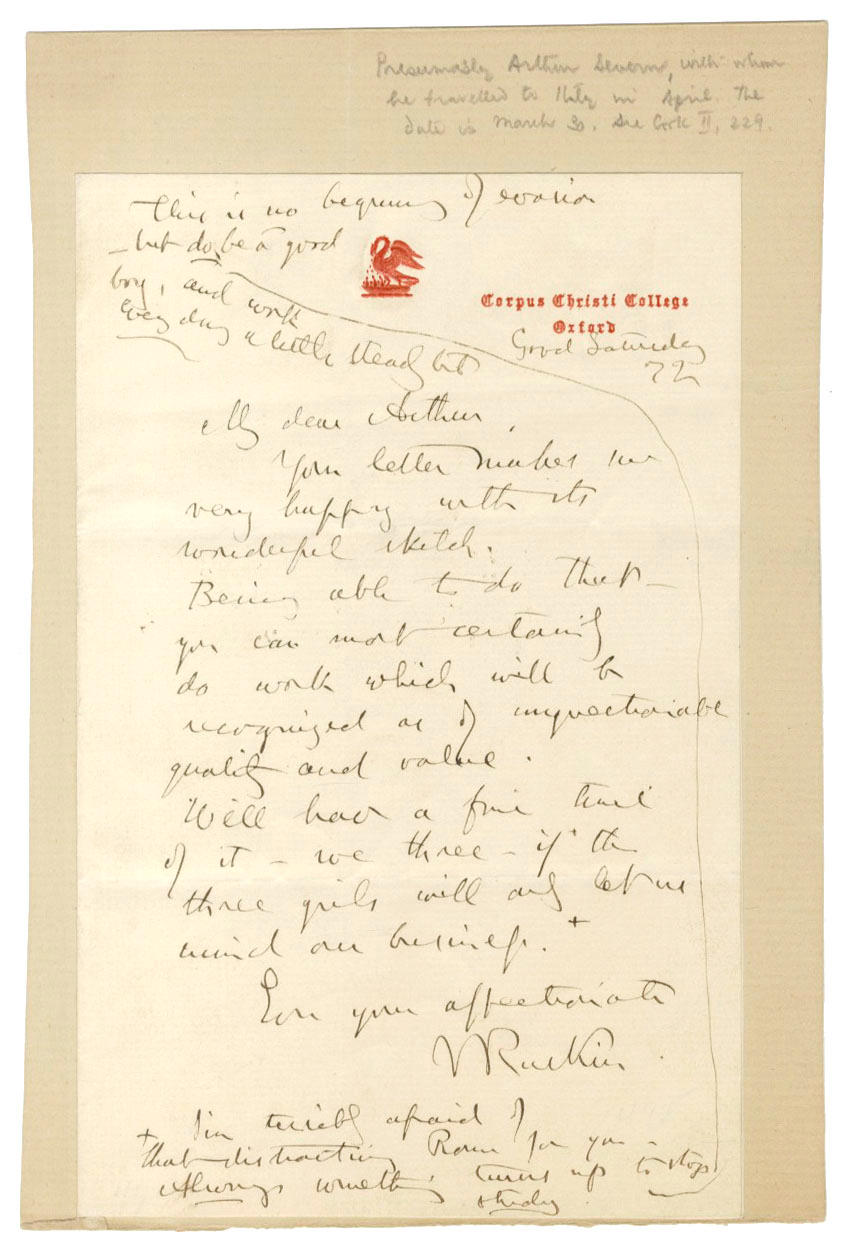 Presumably Arthur Severn, with whom
he travelled to Italy in April. The
date is March 30. See Cook II, 229.
This is no beginning of evasion
– but do be a good
boy, and work
Every day a little steady bit
Corpus Christi College
Oxford
Good Saturday
72
My dear Arthur,
Your letter makes me
very happy with its
wonderful sketch.
Being able to do that –
you can most certainly
do work which will be
recognized as of unquestionable
quality and value.
We'll have a fine time
of it – we three – if the
three girls will only let us
mind our business. +
Ever your affectionate
J Ruskin.
+ I'm terribly afraid of
that distracting Rome for you –
Always something turns up to stop
study